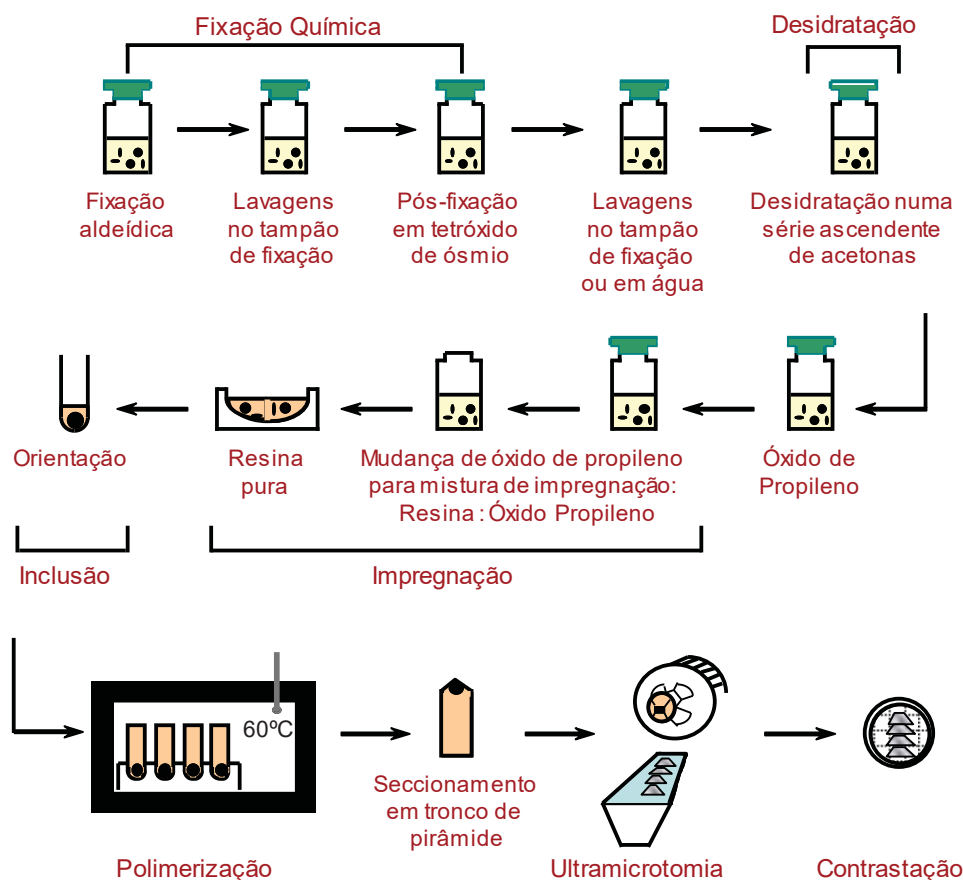 Fixação Química
Desidratação
Fixação
aldeídica
Lavagens
no tampão
de fixação
Pós-fixação
em tetróxido
de ósmio
Lavagens
no tampão
de fixação
ou em água
Desidratação numa
série ascendente
de acetonas
Orientação
Resina
pura
Mudança de óxido de propileno
para mistura de impregnação:
Resina : Óxido Propileno
Óxido de
Propileno
Inclusão
Impregnação
60ºC
Seccionamento
em tronco de
pirâmide
Polimerização
Ultramicrotomia
Contrastação